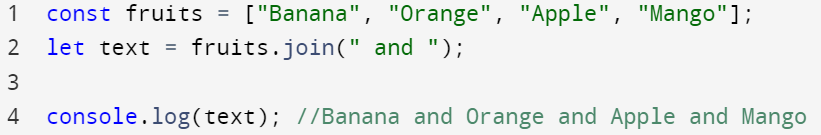 1 const fruits = ["Banana", "Orange", "Apple", "Mango"];
2 let text = fruits.join(" and ");
3
4 console.log(text); //Banana and Orange and Apple and Mango